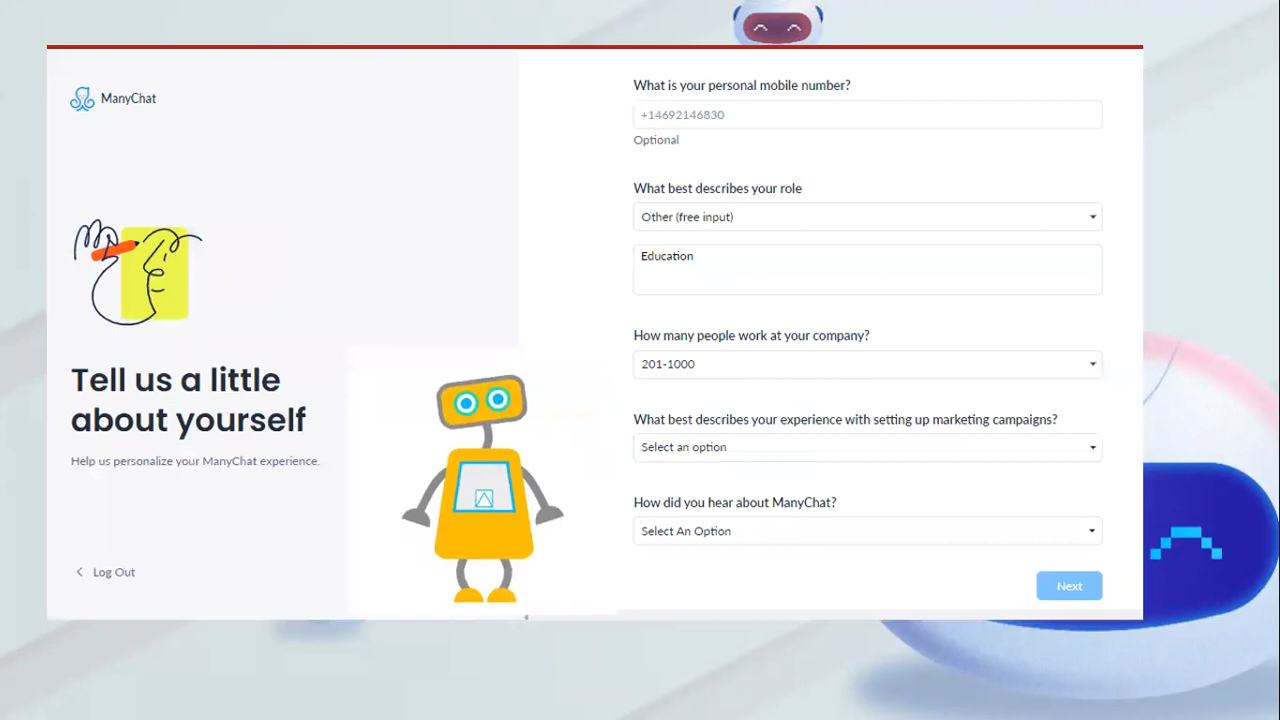 ManyChat
Tell us a little
about yourself
Help us personalize your ManyChat experience.
Log Out
What is your personal mobile number?
+14692146830
Optional
What best describes your role
Other (free input)
Education
How many people work at your company?
201-1000
What best describes your experience with setting up marketing campaigns?
Select an option
How did you hear about ManyChat?
Select An Option
Next